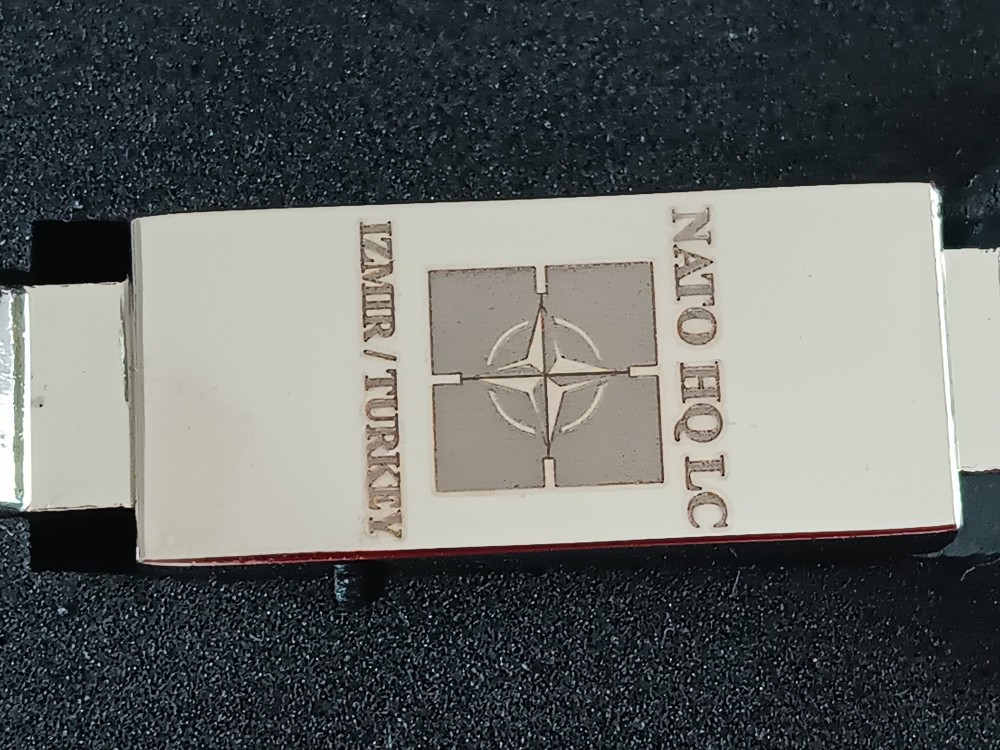 NATO HQ LC
IZMIR / TURKEY